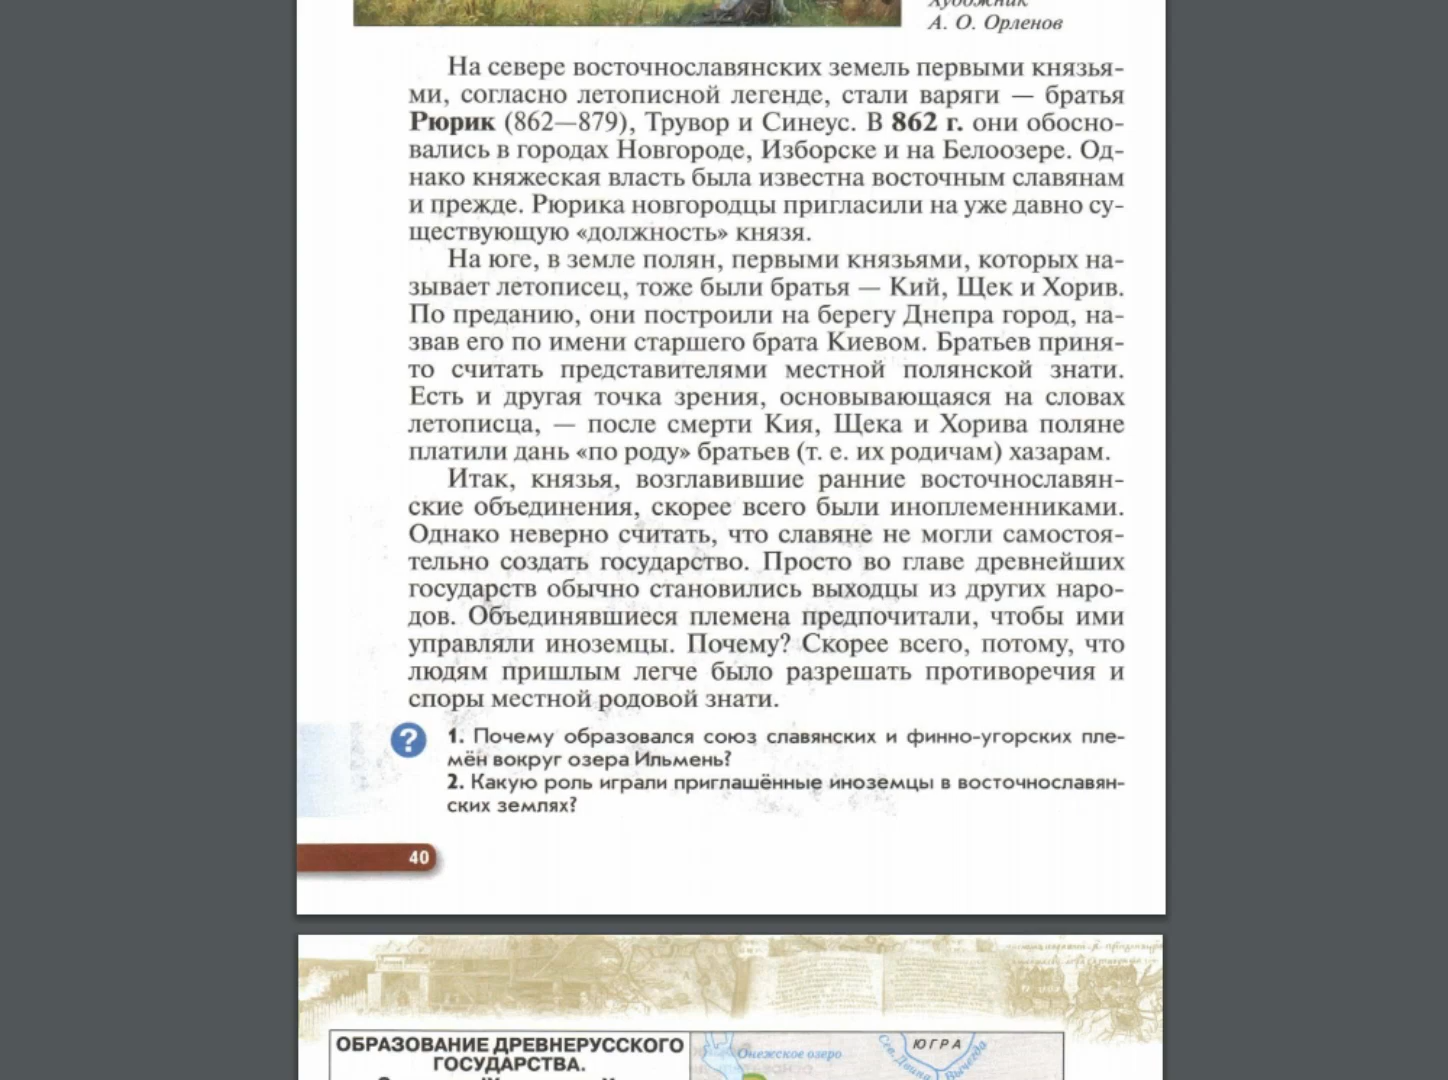 А. О. Орленов
На севере восточнославянских земель первыми князья-
ми, согласно летописной легенде, стали варяги — братья
Рюрик (862—879), Трувор и Синеус. В 862 г. они обосно-
вались в городах Новгороде, Изборске и на Белоозере. Од-
нако княжеская власть была известна восточным славянам
и прежде. Рюрика новгородцы пригласили на уже давно су-
ществующую «должность» князя.
На юге, в земле полян, первыми князьями, которых на-
зывает летописец, тоже были братья — Кий, Щек и Хорив.
По преданию, они построили на берегу Днепра город, на-
звав его по имени старшего брата Киевом. Братьев приня-
то считать представителями местной полянской знати.
Есть и другая точка зрения, основывающаяся на словах
летописца, — после смерти Кия, Щека и Хорива поляне
платили дань «по роду» братьев (т. е. их родичам) хазарам.
Итак, князья, возглавившие ранние восточнославян-
ские объединения, скорее всего были иноплеменниками.
Однако неверно считать, что славяне не могли самостоя-
тельно создать государство. Просто во главе древнейших
государств обычно становились выходцы из других наро-
дов. Объединявшиеся племена предпочитали, чтобы ими
управляли иноземцы. Почему? Скорее всего, потому, что
людям пришлым легче было разрешать противоречия и
споры местной родовой знати.
?
1. Почему образовался союз славянских и финно-угорских пле-
мён вокруг озера Ильмень?
2. Какую роль играли приглашённые иноземцы в восточнославян-
ских землях?
40
ОБРАЗОВАНИЕ ДРЕВНЕРУССКОГО
ГОСУДАРСТВА.
Онежское озеро
Сев. Двина
ЮГРА
Вычегда